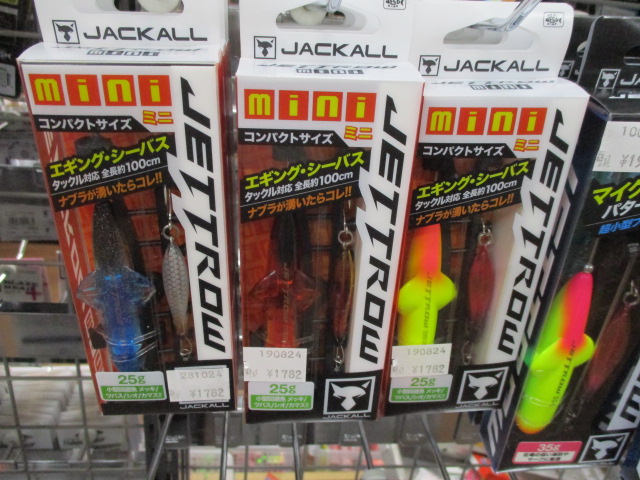 JACKALL
mini
ミニ
コンパクトサイズ
エギング・シーバス
タックル対応 全長約100cm
ナブラが湧いたらコレ!!
JETTROW
25g
¥1782
JACKALL
JACKALL
mini
ミニ
コンパクトサイズ
エギング・シーバス
タックル対応 全長約100cm
ナブラが湧いたらコレ!!
JETTROW
190824
¥1782
25g
JACKALL
JACKALL
mini
ミニ
コンパクトサイズ
エギング・シーバス
タックル対応 全長約100cm
ナブラが湧いたらコレ!!
JETTROW
190824
¥1782
25g
JACKALL
35g